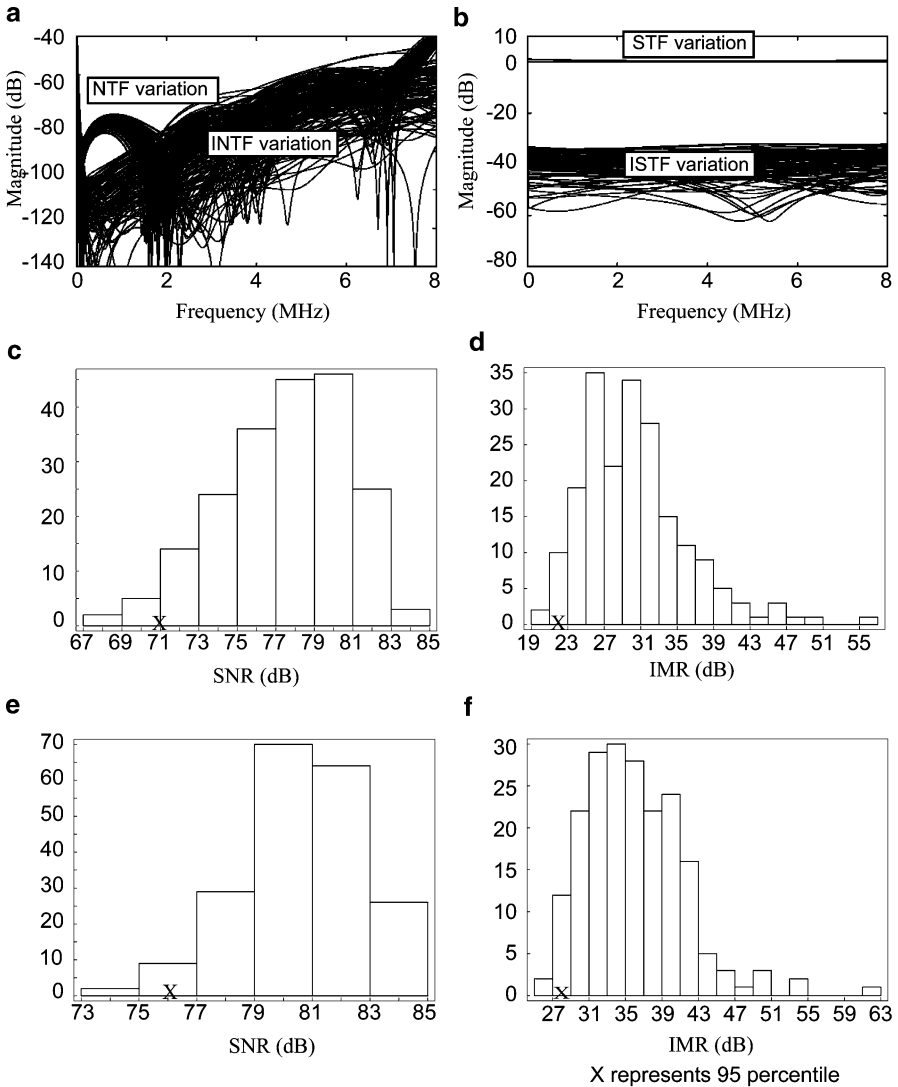 a
-40
-60
-80
-100
-120
-140
Magnitude (dB)
NTF variation
INTF variation
0 2 4 6 8
Frequency (MHz)
b
10
0
-20
-40
-60
-80
Magnitude (dB)
STF variation
ISTF variation
0 2 4 6 8
Frequency (MHz)
c
40
30
20
10
0
X
67 69 71 73 75 77 79 81 83 85
SNR (dB)
d
35
30
25
20
15
10
5
0
X
19 23 27 31 35 39 43 47 51 55
IMR (dB)
e
70
60
50
40
30
20
10
0
X
73 75 77 79 81 83 85
SNR (dB)
f
30
25
20
15
10
5
0
X
27 31 35 39 43 47 51 55 59 63
IMR (dB)
X represents 95 percentile